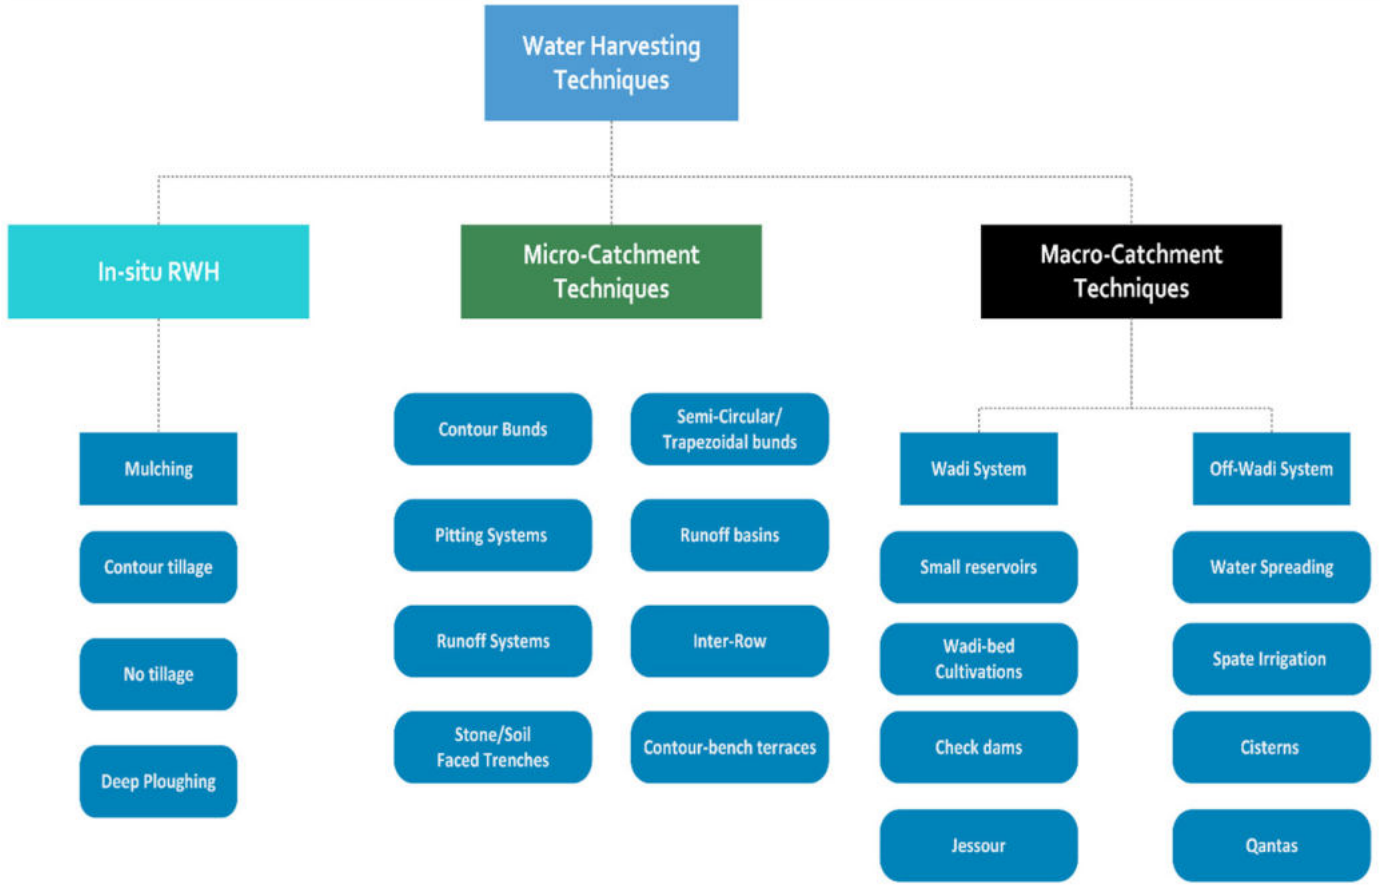 Water Harvesting
Techniques
In-situ RWH
Micro-Catchment
Techniques
Macro-Catchment
Techniques
Mulching
Contour tillage
No tillage
Deep Ploughing
Contour Bunds
Semi-Circular/
Trapezoidal bunds
Pitting Systems
Runoff basins
Runoff Systems
Inter-Row
Stone/Soil
Faced Trenches
Contour-bench terraces
Wadi System
Small reservoirs
Wadi-bed
Cultivations
Check dams
Jessour
Off-Wadi System
Water Spreading
Spate Irrigation
Cisterns
Qantas